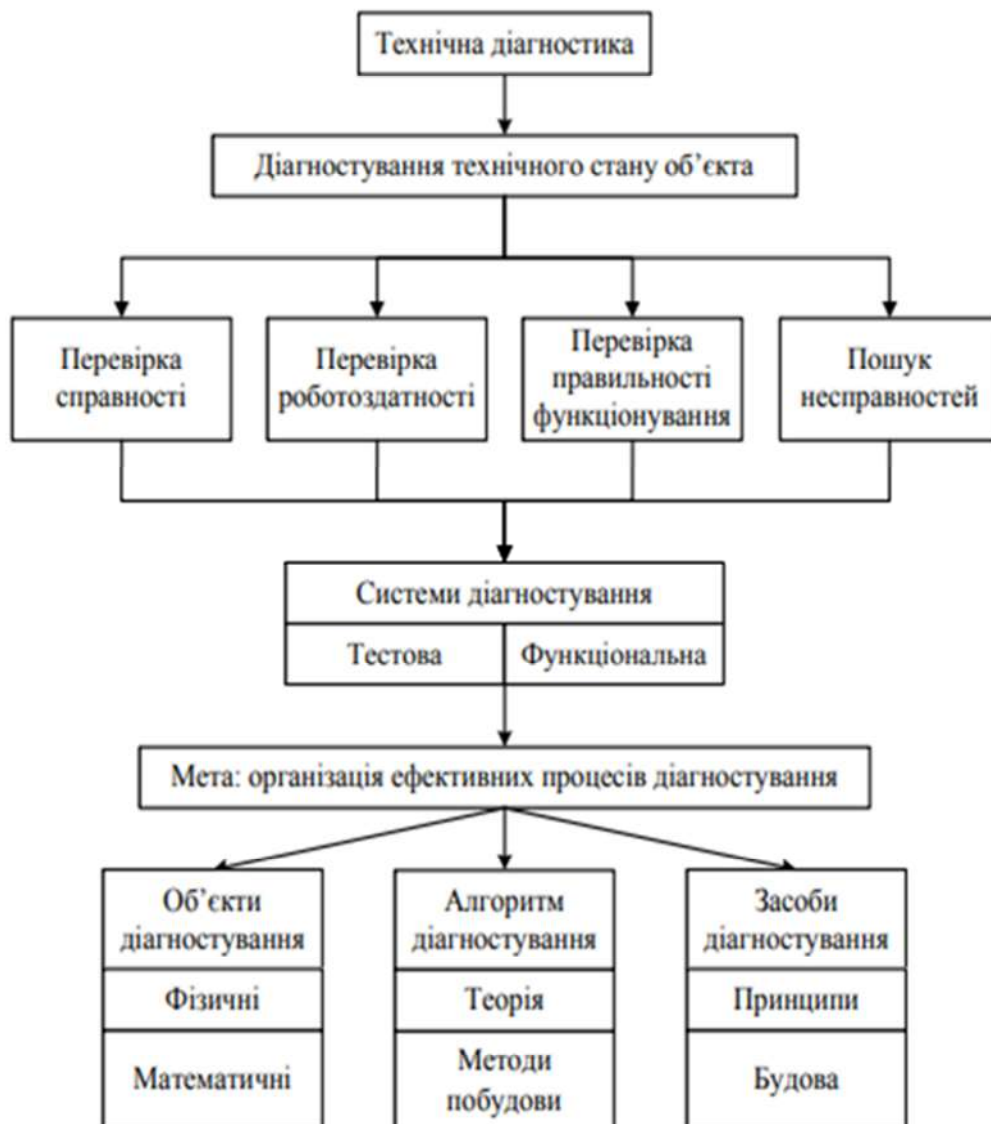 Технічна діагностика
Діагностування технічного стану об’єкта
Перевірка
справності
Перевірка
роботоздатності
Перевірка
правильності
функціонування
Пошук
несправностей
Системи діагностування
Тестова
Функціональна
Мета: організація ефективних процесів діагностування
Об’єкти
діагностування
Фізичні
Математичні
Алгоритм
діагностування
Теорія
Методи
побудови
Засоби
діагностування
Принципи
Будова